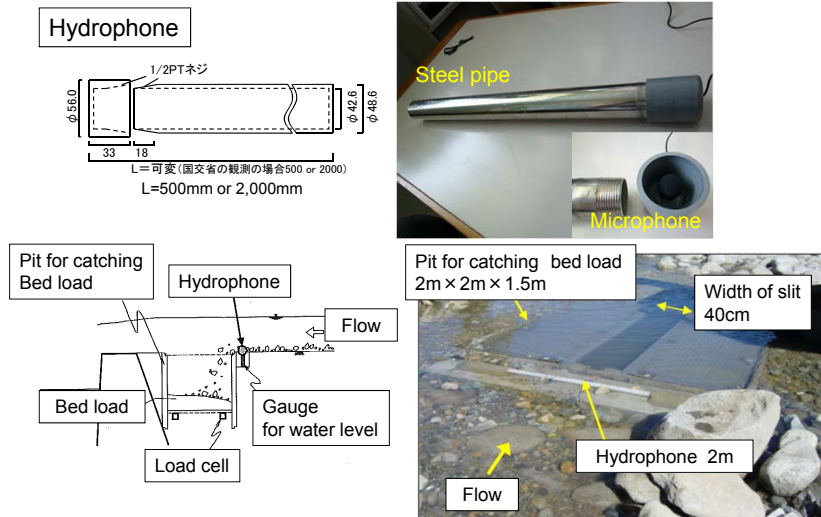 Hydrophone
1/2PTネジ
φ56.0
φ42.6
φ48.6
33
18
L=可変(国交省の観測の場合500 or 2000)
L=500mm or 2,000mm
Steel pipe
Microphone
Pit for catching
Bed load
Hydrophone
Flow
Bed load
Gauge
for water level
Load cell
Pit for catching bed load
2m×2m×1.5m
Width of slit
40cm
Hydrophone 2m
Flow